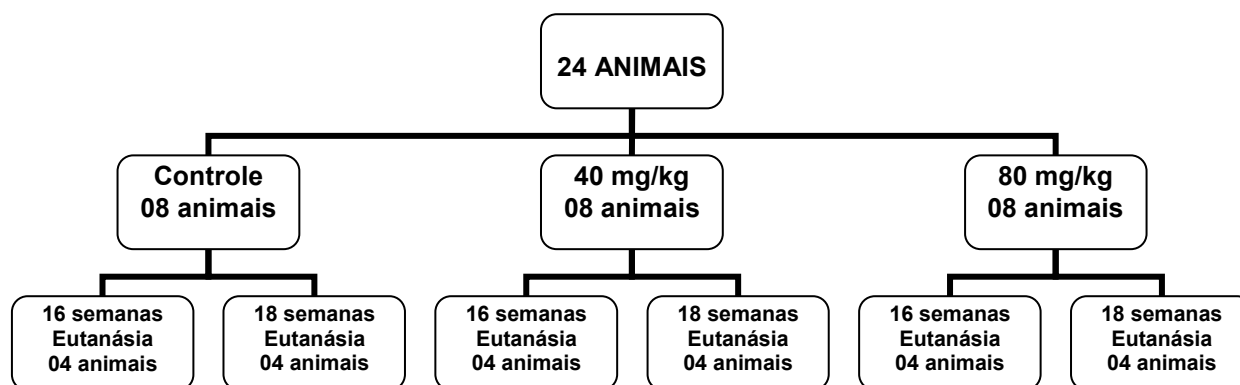 24 ANIMAIS
Controle
08 animais
40 mg/kg
08 animais
80 mg/kg
08 animais
16 semanas
Eutanásia
04 animais
18 semanas
Eutanásia
04 animais
16 semanas
Eutanásia
04 animais
18 semanas
Eutanásia
04 animais
16 semanas
Eutanásia
04 animais
18 semanas
Eutanásia
04 animais